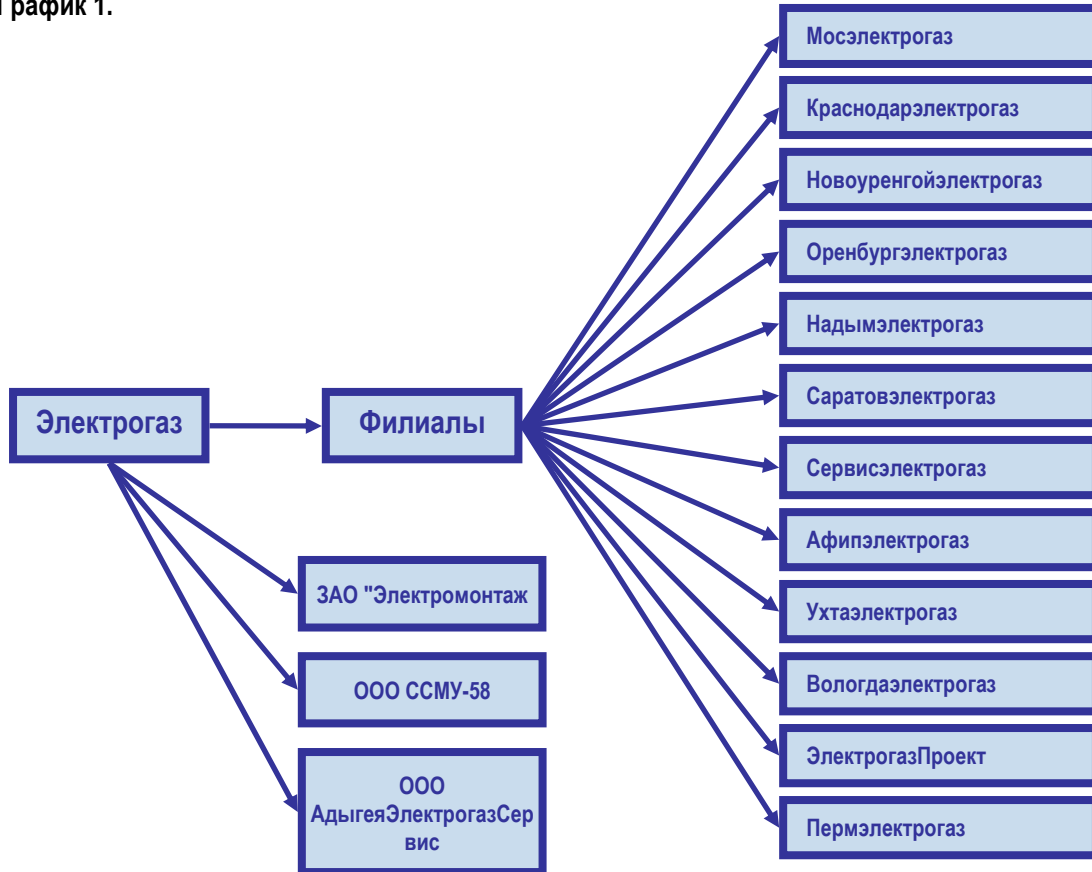 График 1.
Мосэлектрогаз
Краснодарэлектрогаз
Новоуренгойэлектрогаз
Оренбургэлектрогаз
Надымэлектрогаз
Саратовэлектрогаз
Электрогаз
Филиалы
Сервисэлектрогаз
Афипэлектрогаз
Ухтаэлектрогаз
Вологдаэлектрогаз
ЭлектрогазПроект
Пермэлектрогаз
ЗАО "Электромонтаж
ООО ССМУ-58
ООО
АдыгеяЭлектрогазСер
вис